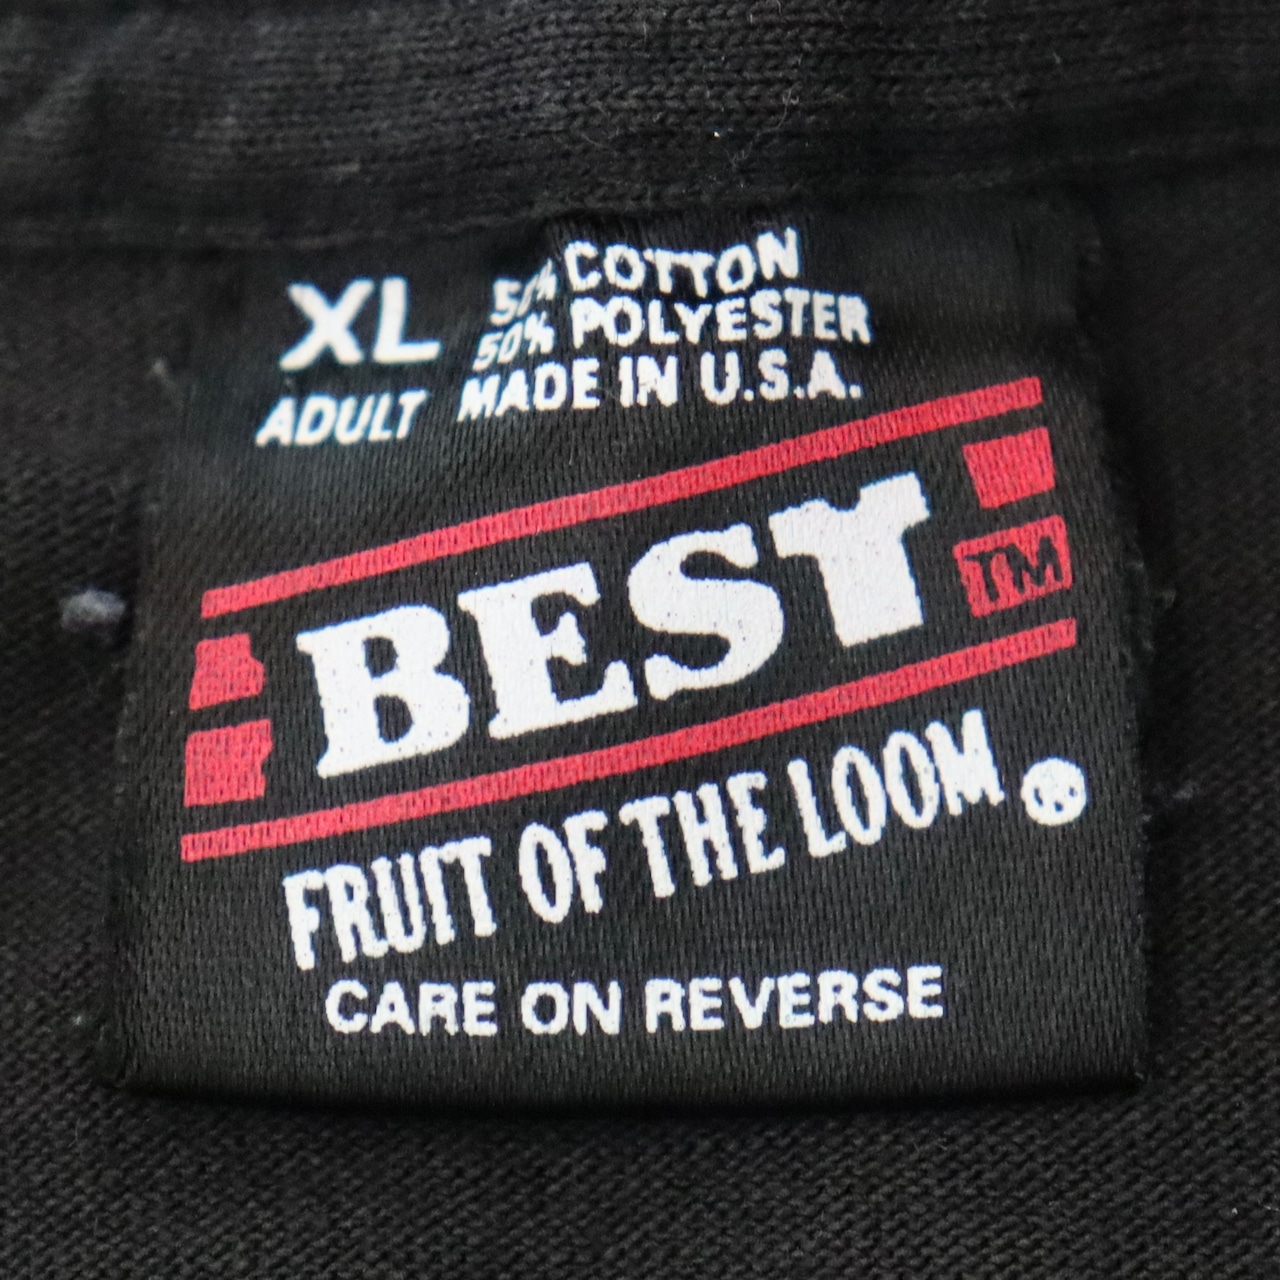 XL
ADULT
50% COTTON
50% POLYESTER
MADE IN U.S.A.
BEST
TM
FRUIT OF THE LOOM
CARE ON REVERSE